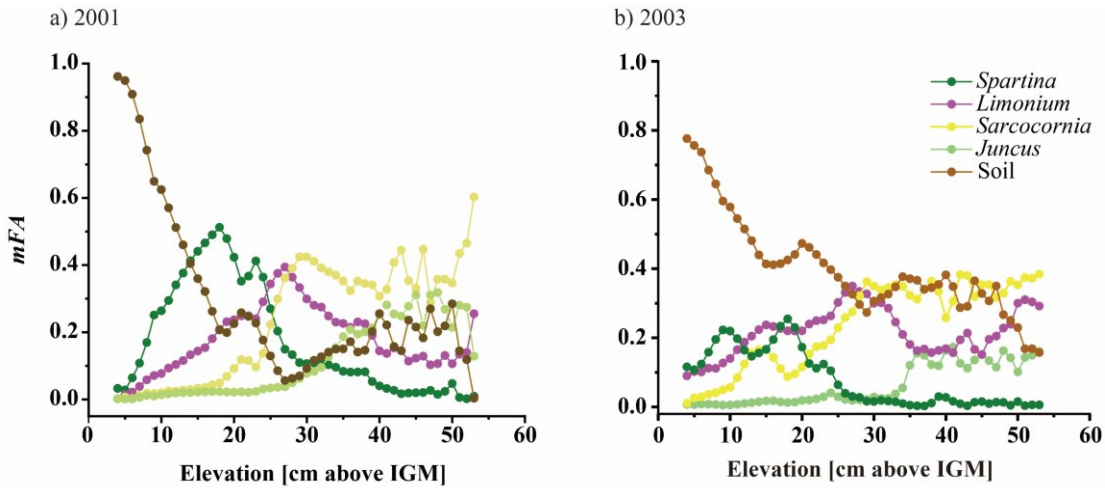 a) 2001
1.0
0.8
0.6
0.4
0.2
0.0
mFA
0 10 20 30 40 50 60
Elevation [cm above IGM]
b) 2003
1.0
0.8
0.6
0.4
0.2
0.0
Spartina
Limonium
Sarcocornia
Juncus
Soil
0 10 20 30 40 50 60
Elevation [cm above IGM]